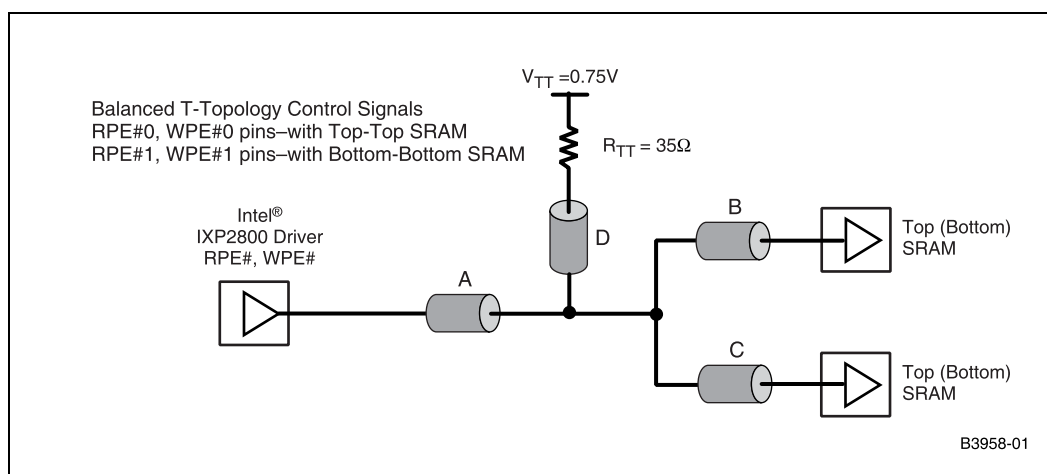 V_TT =0.75V
Balanced T-Topology Control Signals
RPE#0, WPE#0 pins–with Top-Top SRAM
RPE#1, WPE#1 pins–with Bottom-Bottom SRAM
R_TT = 35Ω
Intel®
IXP2800 Driver
RPE#, WPE#
D
B
Top (Bottom)
SRAM
A
C
Top (Bottom)
SRAM
B3958-01